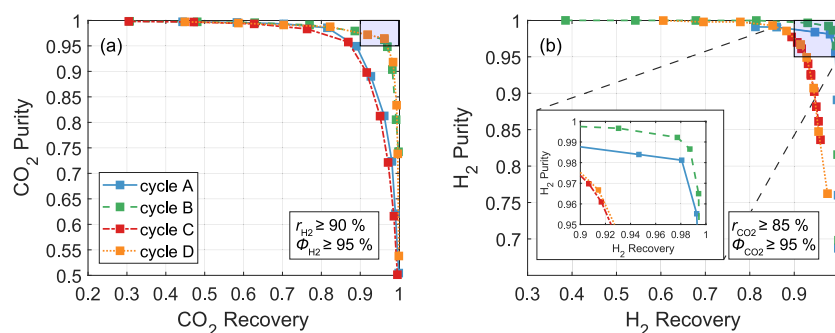 1
0.95
0.9
0.85
0.8
0.75
0.7
0.65
0.6
0.55
0.5
0.2 0.3 0.4 0.5 0.6 0.7 0.8 0.9 1
CO2 Purity
CO2 Recovery
(a)
cycle A
cycle B
cycle C
cycle D
rH2 ≥ 90 %
ΦH2 ≥ 95 %
1
0.95
0.9
0.85
0.8
0.75
0.7
0.3 0.4 0.5 0.6 0.7 0.8 0.9
H2 Purity
H2 Recovery
(b)
1
0.99
0.98
0.97
0.96
0.95
0.9 0.92 0.94 0.96 0.98 1
H2 Purity
H2 Recovery
rCO2 ≥ 85 %
ΦCO2 ≥ 95 %